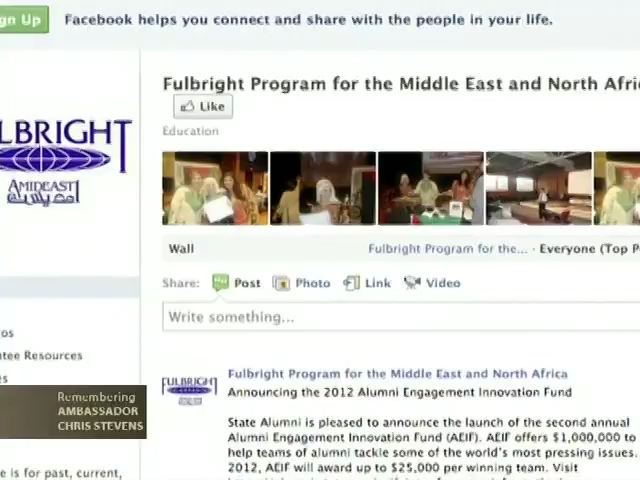 gn Up
Facebook helps you connect and share with the people in your life.
Fulbright Program for the Middle East and North Afri
Like
LBRIGHT
AMIDEAST
امديست
Education
Wall
Fulbright Program for the... · Everyone (Top P
Share: Post Photo Link Video
Write something...
os
tee Resources
s
Fulbright Program for the Middle East and North Africa
FULBRIGHT
Announcing the 2012 Alumni Engagement Innovation Fund
Remembering
AMBASSADOR
CHRIS STEVENS
State Alumni is pleased to announce the launch of the second annual
Alumni Engagement Innovation Fund (AEIF). AEIF offers $1,000,000 to
help teams of alumni tackle some of the world's most pressing issues.
2012, AEIF will award up to $25,000 per winning team. Visit
e is for past, current,